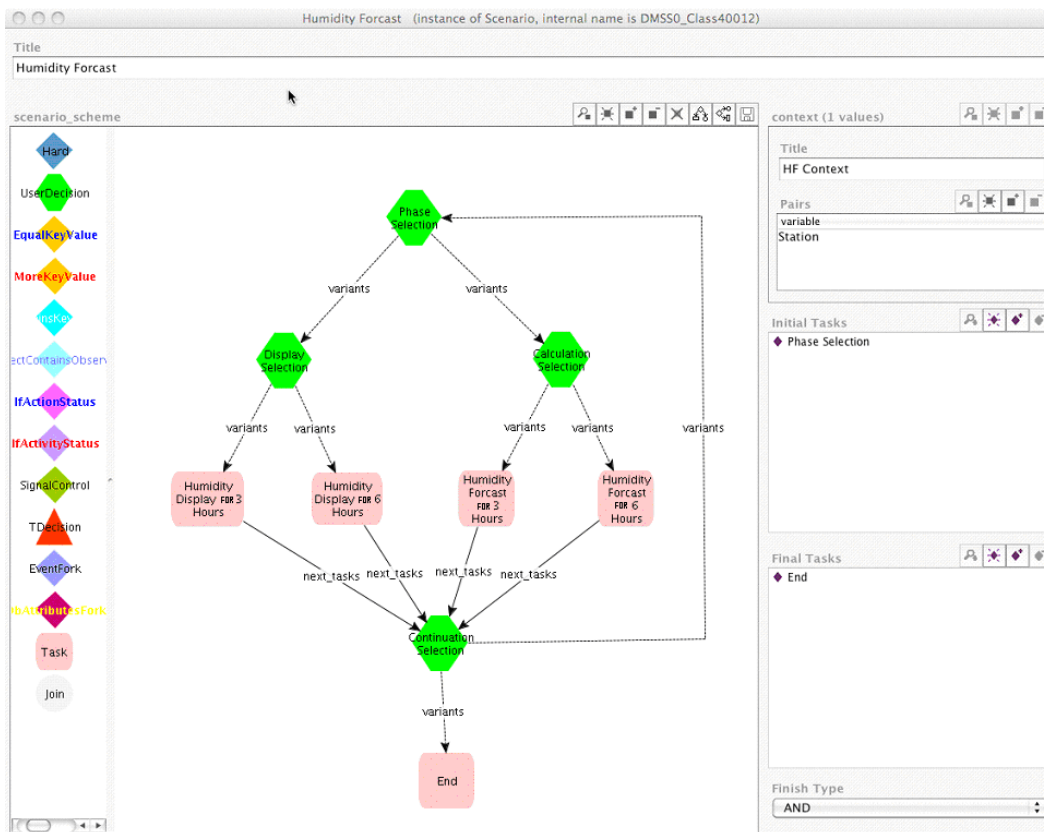 Humidity Forcast (instance of Scenario, internal name is DMSS0_Class40012)
Title
Humidity Forcast
scenario_scheme
Hard
UserDecision
EqualKeyValue
MoreKeyValue
nsKey
ectContainsObserv
IfActionStatus
IfActivityStatus
SignalControl
TDecision
EventFork
bAttributesFork
Task
Join
Phase
Selection
variants
variants
Display
Selection
Calculation
Selection
variants
variants
variants
variants
variants
Humidity
Display FOR 3
Hours
Humidity
Display FOR 6
Hours
Humidity
Forcast
FOR 3
Hours
Humidity
Forcast
FOR 6
Hours
next_tasks
next_tasks
next_tasks
next_tasks
Continuation
Selection
variants
End
context (1 values)
Title
HF Context
Pairs
variable
Station
Initial Tasks
Phase Selection
Final Tasks
End
Finish Type
AND